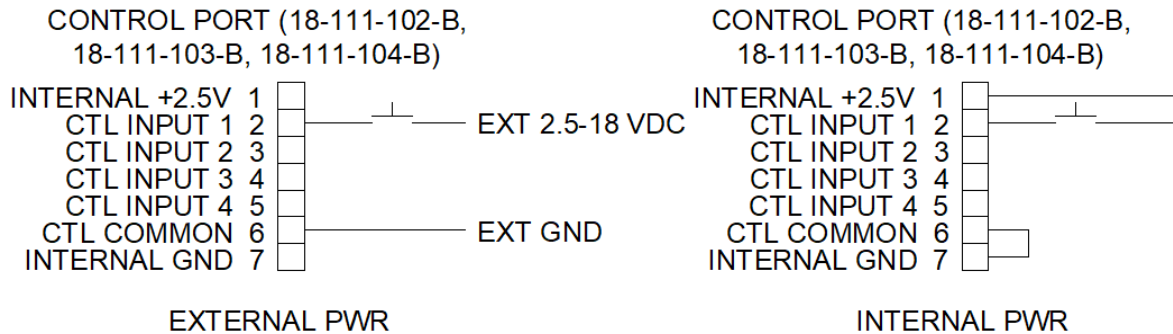 CONTROL PORT (18-111-102-B,
18-111-103-B, 18-111-104-B)
INTERNAL +2.5V 1
CTL INPUT 1 2
EXT 2.5-18 VDC
CTL INPUT 2 3
CTL INPUT 3 4
CTL INPUT 4 5
CTL COMMON 6
EXT GND
INTERNAL GND 7
EXTERNAL PWR
CONTROL PORT (18-111-102-B,
18-111-103-B, 18-111-104-B)
INTERNAL +2.5V 1
CTL INPUT 1 2
CTL INPUT 2 3
CTL INPUT 3 4
CTL INPUT 4 5
CTL COMMON 6
INTERNAL GND 7
INTERNAL PWR